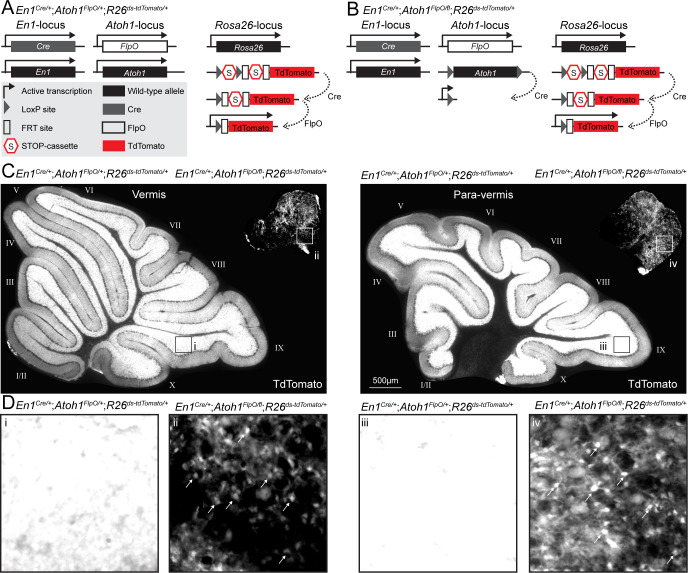 A
En1Cre/+;Atoh1FlpO/+;R26ds-tdTomato/+
En1-locus
Atoh1-locus
Rosa26-locus
Cre
FlpO
Rosa26
En1
Atoh1
S
S
TdTomato
Cre
S
TdTomato
FlpO
TdTomato
Active transcription
Wild-type allele
LoxP site
Cre
FRT site
FlpO
S
STOP-cassette
TdTomato
B
En1Cre/+;Atoh1FlpO/fl;R26ds-tdTomato/+
En1-locus
Atoh1-locus
Rosa26-locus
Cre
FlpO
Rosa26
En1
Atoh1
Cre
S
S
TdTomato
Cre
S
TdTomato
FlpO
TdTomato
C
En1Cre/+;Atoh1FlpO/+;R26ds-tdTomato/+
En1Cre/+;Atoh1FlpO/fl;R26ds-tdTomato/+
Vermis
VI
V
VII
IV
VIII
III
ii
i
IX
I/II
X
TdTomato
En1Cre/+;Atoh1FlpO/+;R26ds-tdTomato/+
En1Cre/+;Atoh1FlpO/fl;R26ds-tdTomato/+
Para-vermis
V
VI
VII
iv
IV
VIII
III
iii
IX
500µm
I/II
X
TdTomato
D
En1Cre/+;Atoh1FlpO/+;R26ds-tdTomato/+
En1Cre/+;Atoh1FlpO/fl;R26ds-tdTomato/+
En1Cre/+;Atoh1FlpO/+;R26ds-tdTomato/+
En1Cre/+;Atoh1FlpO/fl;R26ds-tdTomato/+
i
ii
iii
iv